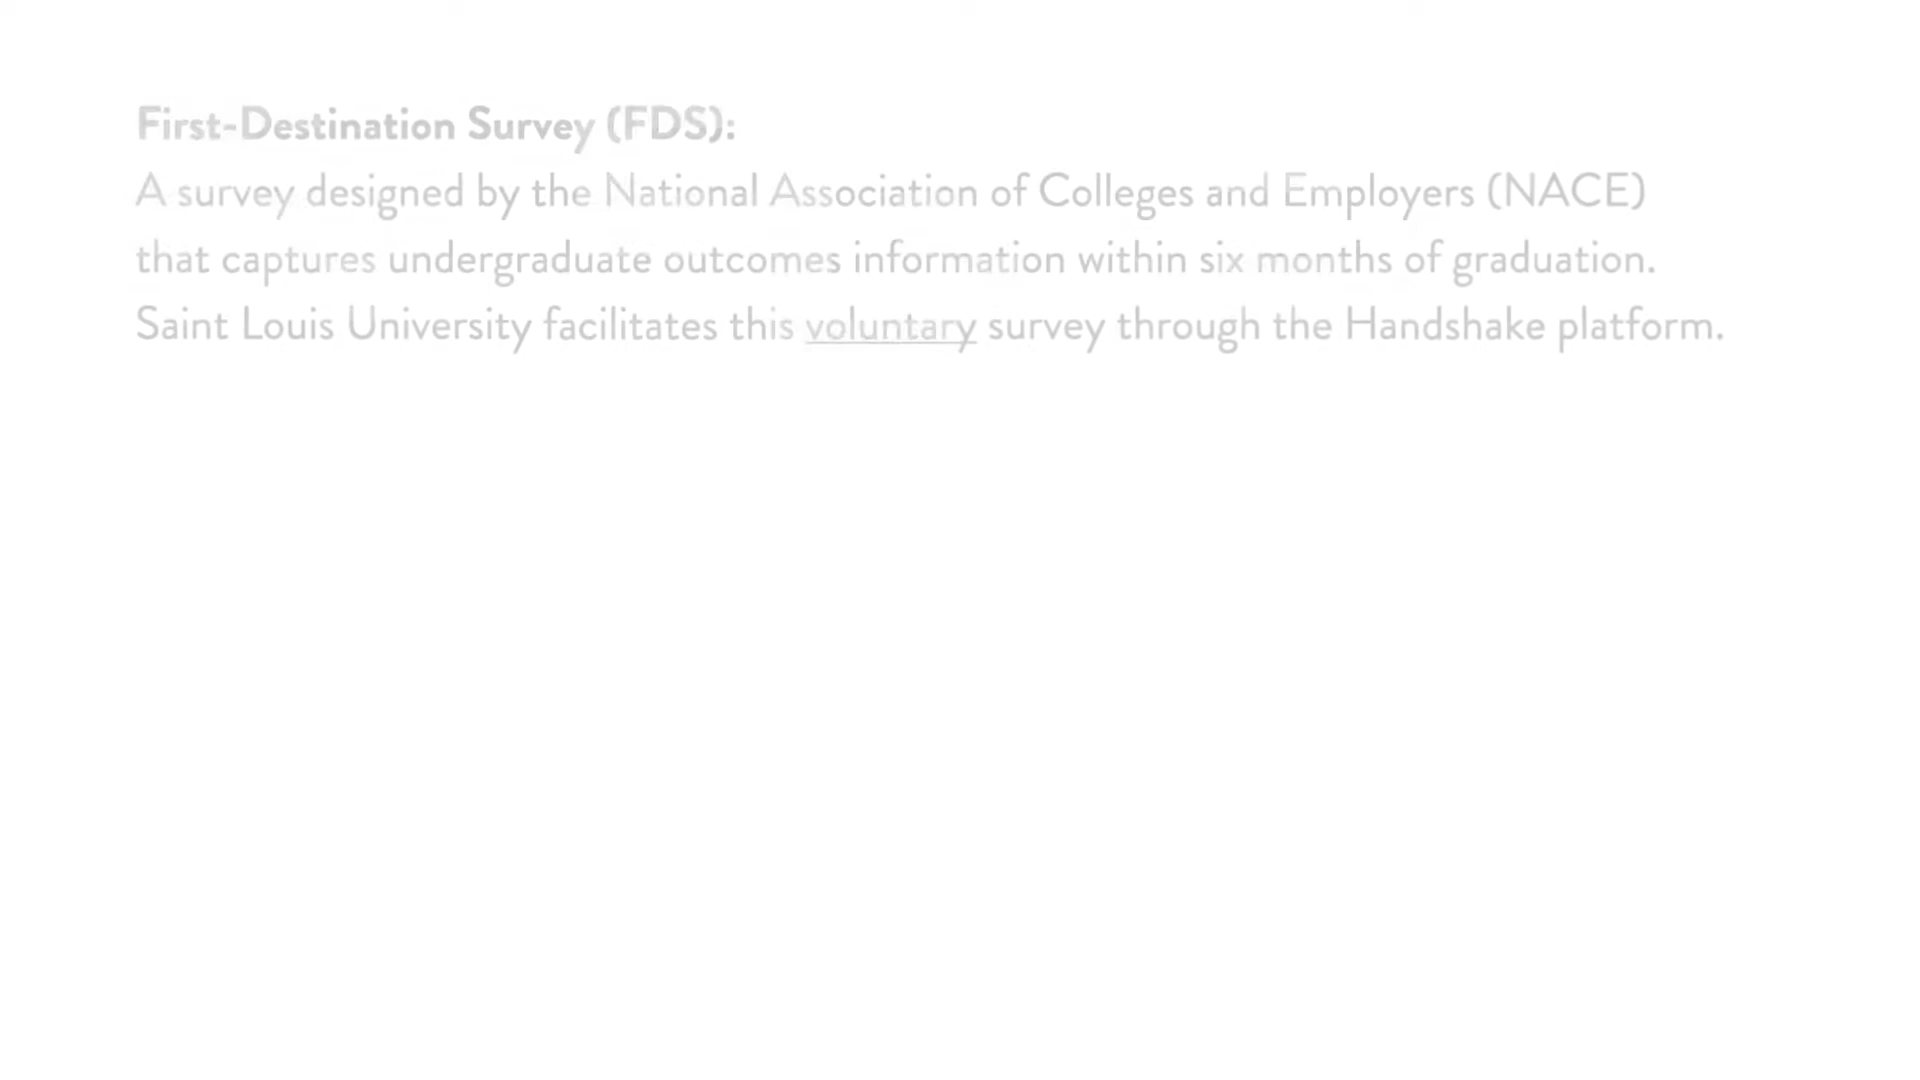 First-Destination Survey (FDS):
A survey designed by the National Association of Colleges and Employers (NACE)
that captures undergraduate outcomes information within six months of graduation.
Saint Louis University facilitates this voluntary survey through the Handshake platform.